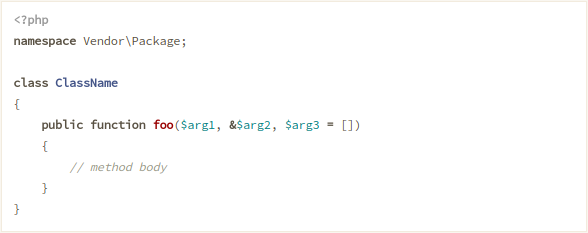 <?php
namespace Vendor\Package;

class ClassName
{
    public function foo($arg1, &$arg2, $arg3 = [])
    {
        // method body
    }
}